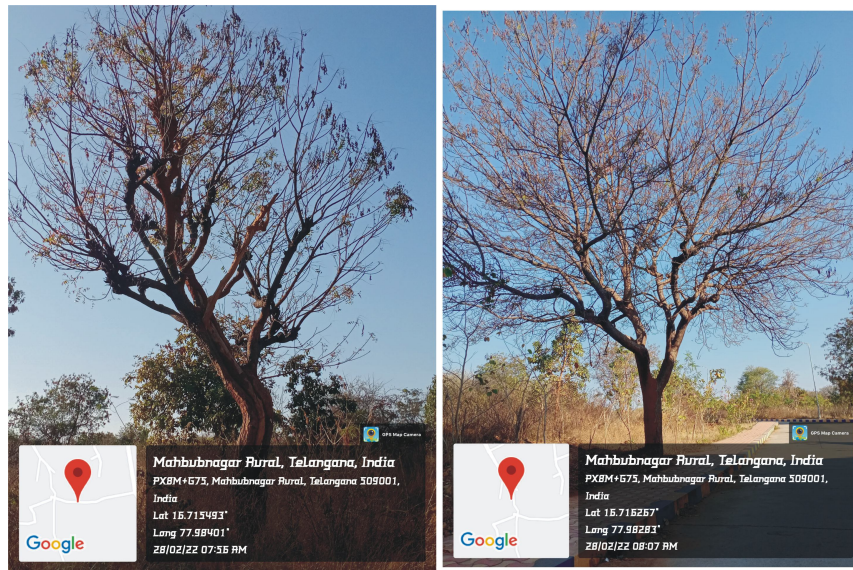 GPS Map Camera
Mahbubnagar Rural, Telangana, India
PX8M+G75, Mahbubnagar Rural, Telangana 509001,
India
Lat 16.715493°
Long 77.98401°
28/02/22 07:56 AM
Google
GPS Map Camera
Mahbubnagar Rural, Telangana, India
PX8M+G75, Mahbubnagar Rural, Telangana 509001,
India
Lat 16.716267°
Long 77.98283°
28/02/22 08:07 AM
Google